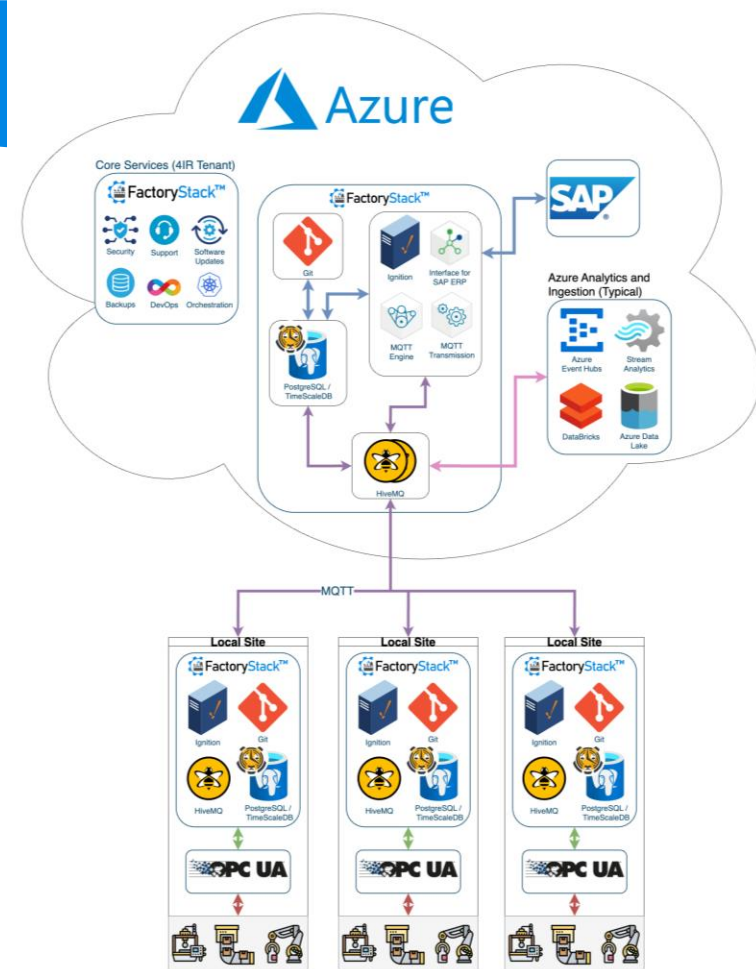 Azure
Core Services (4IR Tenant)
FactoryStack™
Security
Support
Software
Updates
Backups
DevOps
Orchestration
FactoryStack™
Git
Ignition
Interface for
SAP ERP
MQTT
Engine
MQTT
Transmission
PostgreSQL /
TimeScaleDB
HiveMQ
SAP®
Azure Analytics and
Ingestion (Typical)
Azure
Event Hubs
Stream
Analytics
DataBricks
Azure Data
Lake
MQTT
Local Site
FactoryStack™
Ignition
Git
HiveMQ
PostgreSQL /
TimeScaleDB
OPC UA
Local Site
FactoryStack™
Ignition
Git
HiveMQ
PostgreSQL /
TimeScaleDB
OPC UA
Local Site
FactoryStack™
Ignition
Git
HiveMQ
PostgreSQL /
TimeScaleDB
OPC UA